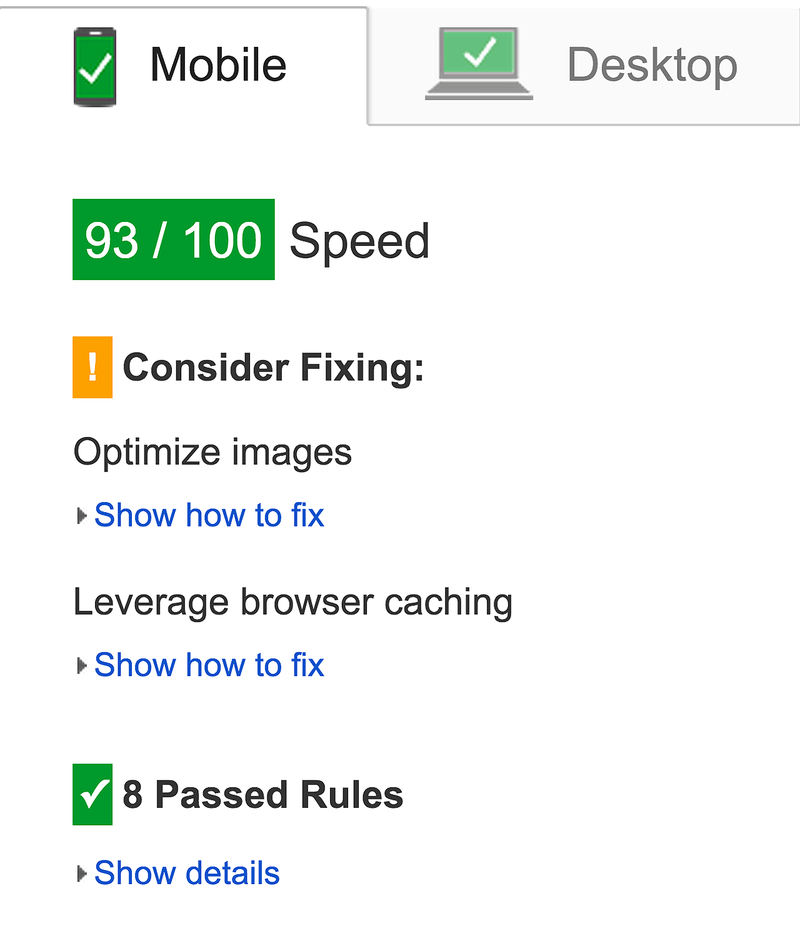 Mobile
Desktop
93 / 100 Speed
! Consider Fixing:
Optimize images
Show how to fix
Leverage browser caching
Show how to fix
8 Passed Rules
Show details